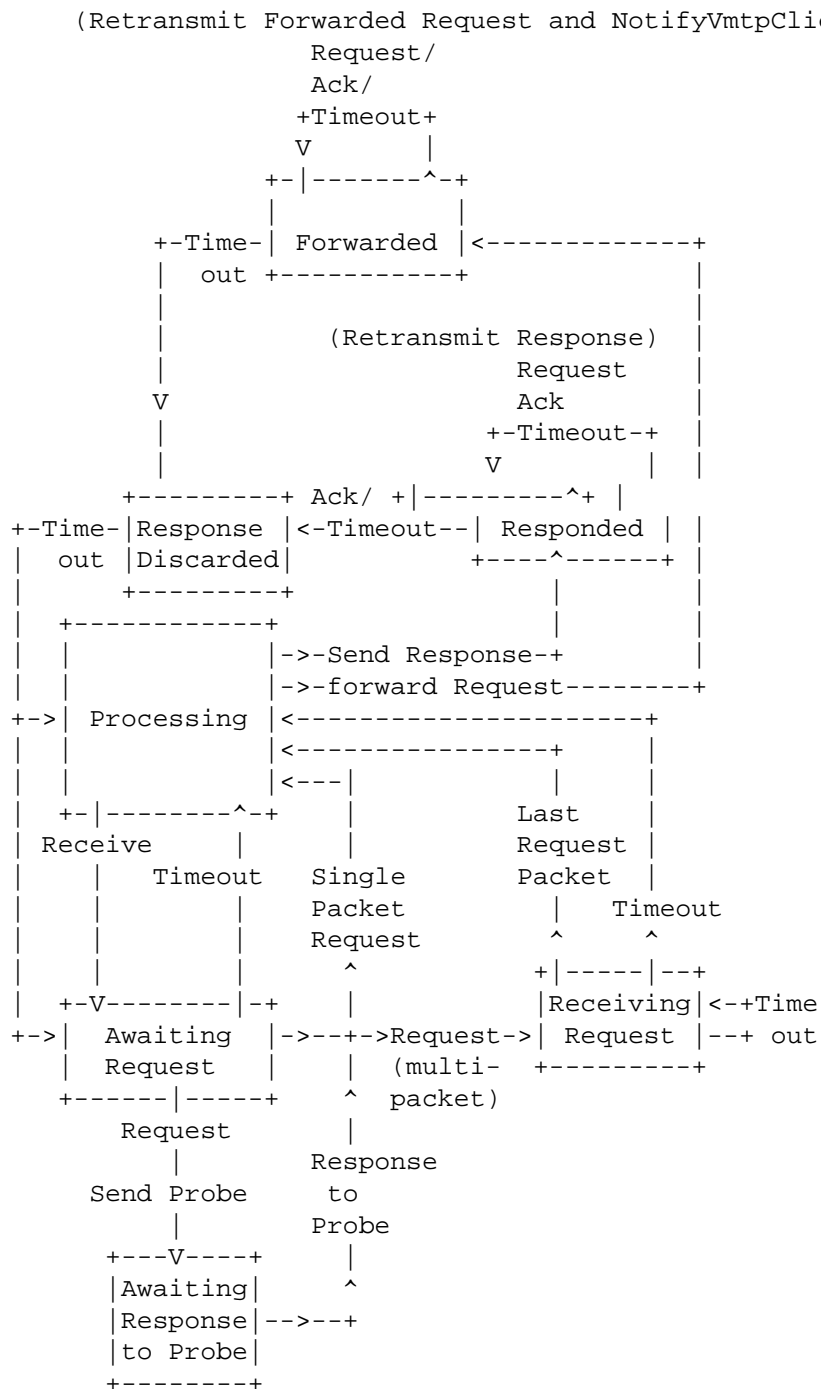 (Retransmit Forwarded Request and NotifyVmtpClie
Request/
Ack/
+Timeout+
V       |
+-|-------^-+
|           |
+-Time-| Forwarded |<-------------+
|  out +-----------+              |
|                                 |
|          (Retransmit Response)  |
|                      Request    |
V                      Ack        |
|                    +-Timeout-+  |
|                    V         |  |
+---------+ Ack/ +|---------^+ |
+-Time-|Response |<-Timeout--| Responded | |
|  out |Discarded|           +----^------+ |
|      +---------+                |        |
|  +------------+                 |        |
|  |            |->-Send Response-+        |
|  |            |->-forward Request--------+
+->| Processing |<-----------------------+
|  |            |<----------------+      |
|  |            |<---|            |      |
|  +-|--------^-+    |         Last      |
| Receive     |      |         Request   |
|    |   Timeout   Single      Packet    |
|    |        |    Packet        |   Timeout
|    |        |    Request       ^     ^
|    |        |      ^          +|-----|--+
|  +-V--------|-+    |          |Receiving|<-+Time
+->|  Awaiting  |->--+->Request->| Request |--+ out
|  Request   |    |  (multi-  +---------+
+------|-----+    ^  packet)
Request        |
|         Response
Send Probe      to
|         Probe
+---V----+      |
|Awaiting|      ^
|Response|-->--+
|to Probe|
+--------+